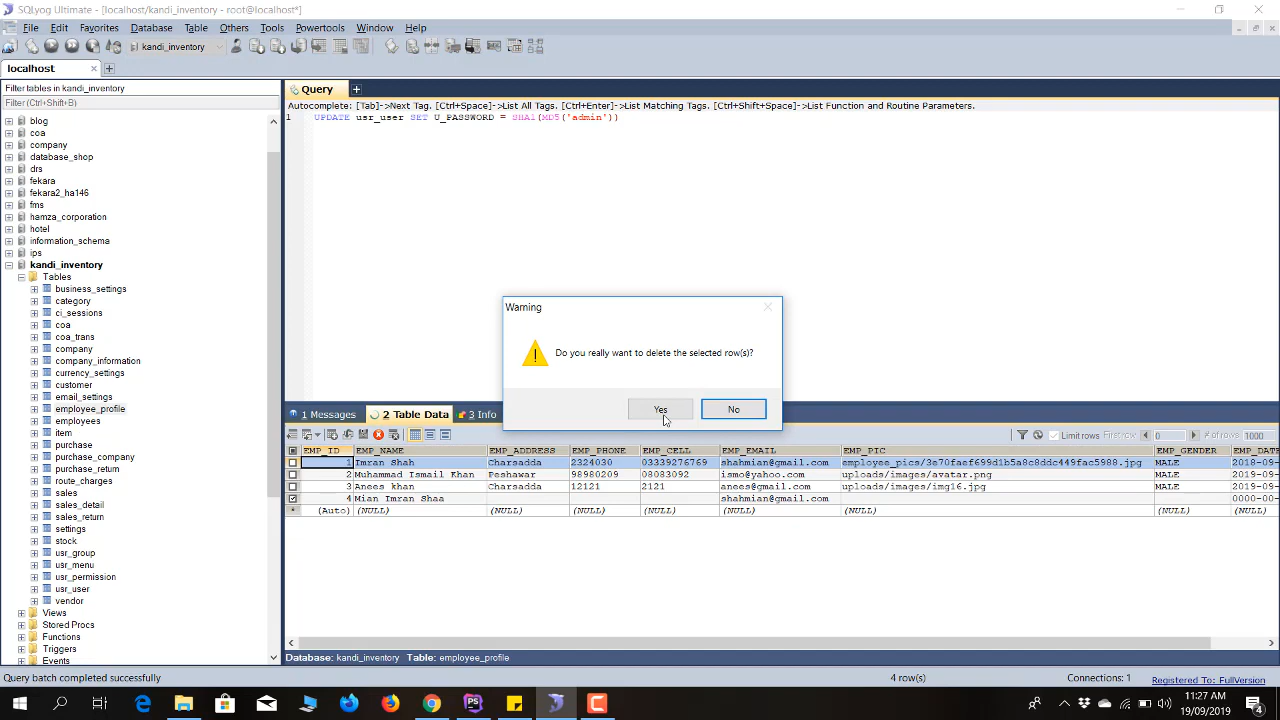 SQLyog Ultimate - [localhost/kandi_inventory - root@localhost*]
File Edit Favorites Database Table Others Tools Powertools Window Help
kandi_inventory
localhost
Filter tables in kandi_inventory
Filter (Ctrl+Shift+B)
blog
coa
company
database_shop
drs
fekara
fekara2_ha146
fms
hamza_corporation
hotel
information_schema
ips
kandi_inventory
Tables
business_settings
category
ci_sessions
coa
coa_trans
company
company_information
currency_settings
customer
email_settings
employee_profile
employees
item
purchase
purchase_company
purchase_return
route_charges
sales
sales_detail
sales_return
settings
stock
usr_group
usr_menu
usr_permission
usr_user
vendor
Views
Stored Procs
Functions
Triggers
Events
Query
Autocomplete: [Tab]->Next Tag. [Ctrl+Space]->List All Tags. [Ctrl+Enter]->List Matching Tags. [Ctrl+Shift+Space]->List Function and Routine Parameters.
1 UPDATE usr_user SET U_PASSWORD = SHA1(MD5('admin'))
Warning
Do you really want to delete the selected row(s)?
Yes No
1 Messages 2 Table Data 3 Info
Limit rows 0 # of rows 1000
EMP_ID EMP_NAME EMP_ADDRESS EMP_PHONE EMP_CELL EMP_EMAIL EMP_PIC EMP_GENDER EMP_DATE
1 Imran Shah Charsadda 2324030 03339276769 shahmian@gmail.com employee_pics/3e70faef699d1b5a8c8ddc449fac5988.jpg MALE 2018-09-
2 Muhammad Ismail Khan Peshawar 98980209 08083092 ismo@yahoo.com uploads/images/avatar.png MALE 2019-09-
3 Anees khan Charsadda 12121 2121 anees@gmail.com uploads/images/img16.jpg MALE 2019-09-
4 Mian Imran Shaa shahmian@gmail.com 0000-00-
* (Auto) (NULL) (NULL) (NULL) (NULL) (NULL) (NULL) (NULL) (NULL)
Database: kandi_inventory Table: employee_profile
Query batch completed successfully 4 row(s) Connections: 1 Registered To: FullVersion
PS
11:27 AM
19/09/2019